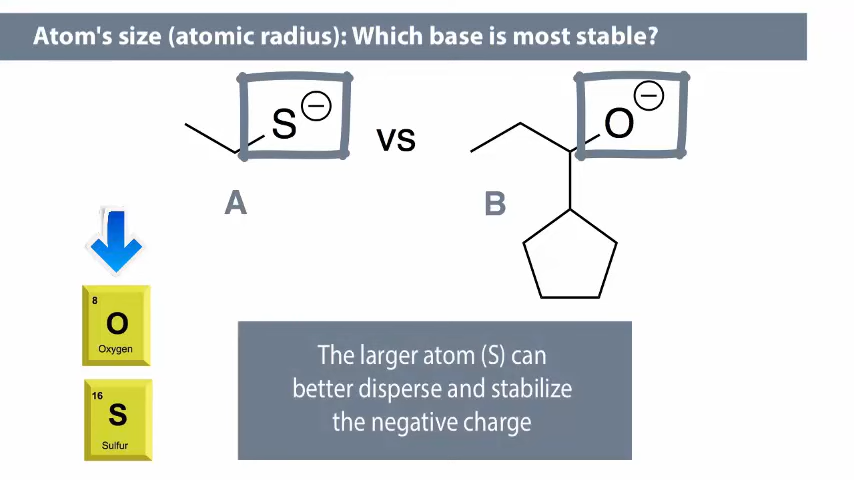 Atom's size (atomic radius): Which base is most stable?
S −
vs
O −
A
B
8
O
Oxygen
16
S
Sulfur
The larger atom (S) can
better disperse and stabilize
the negative charge